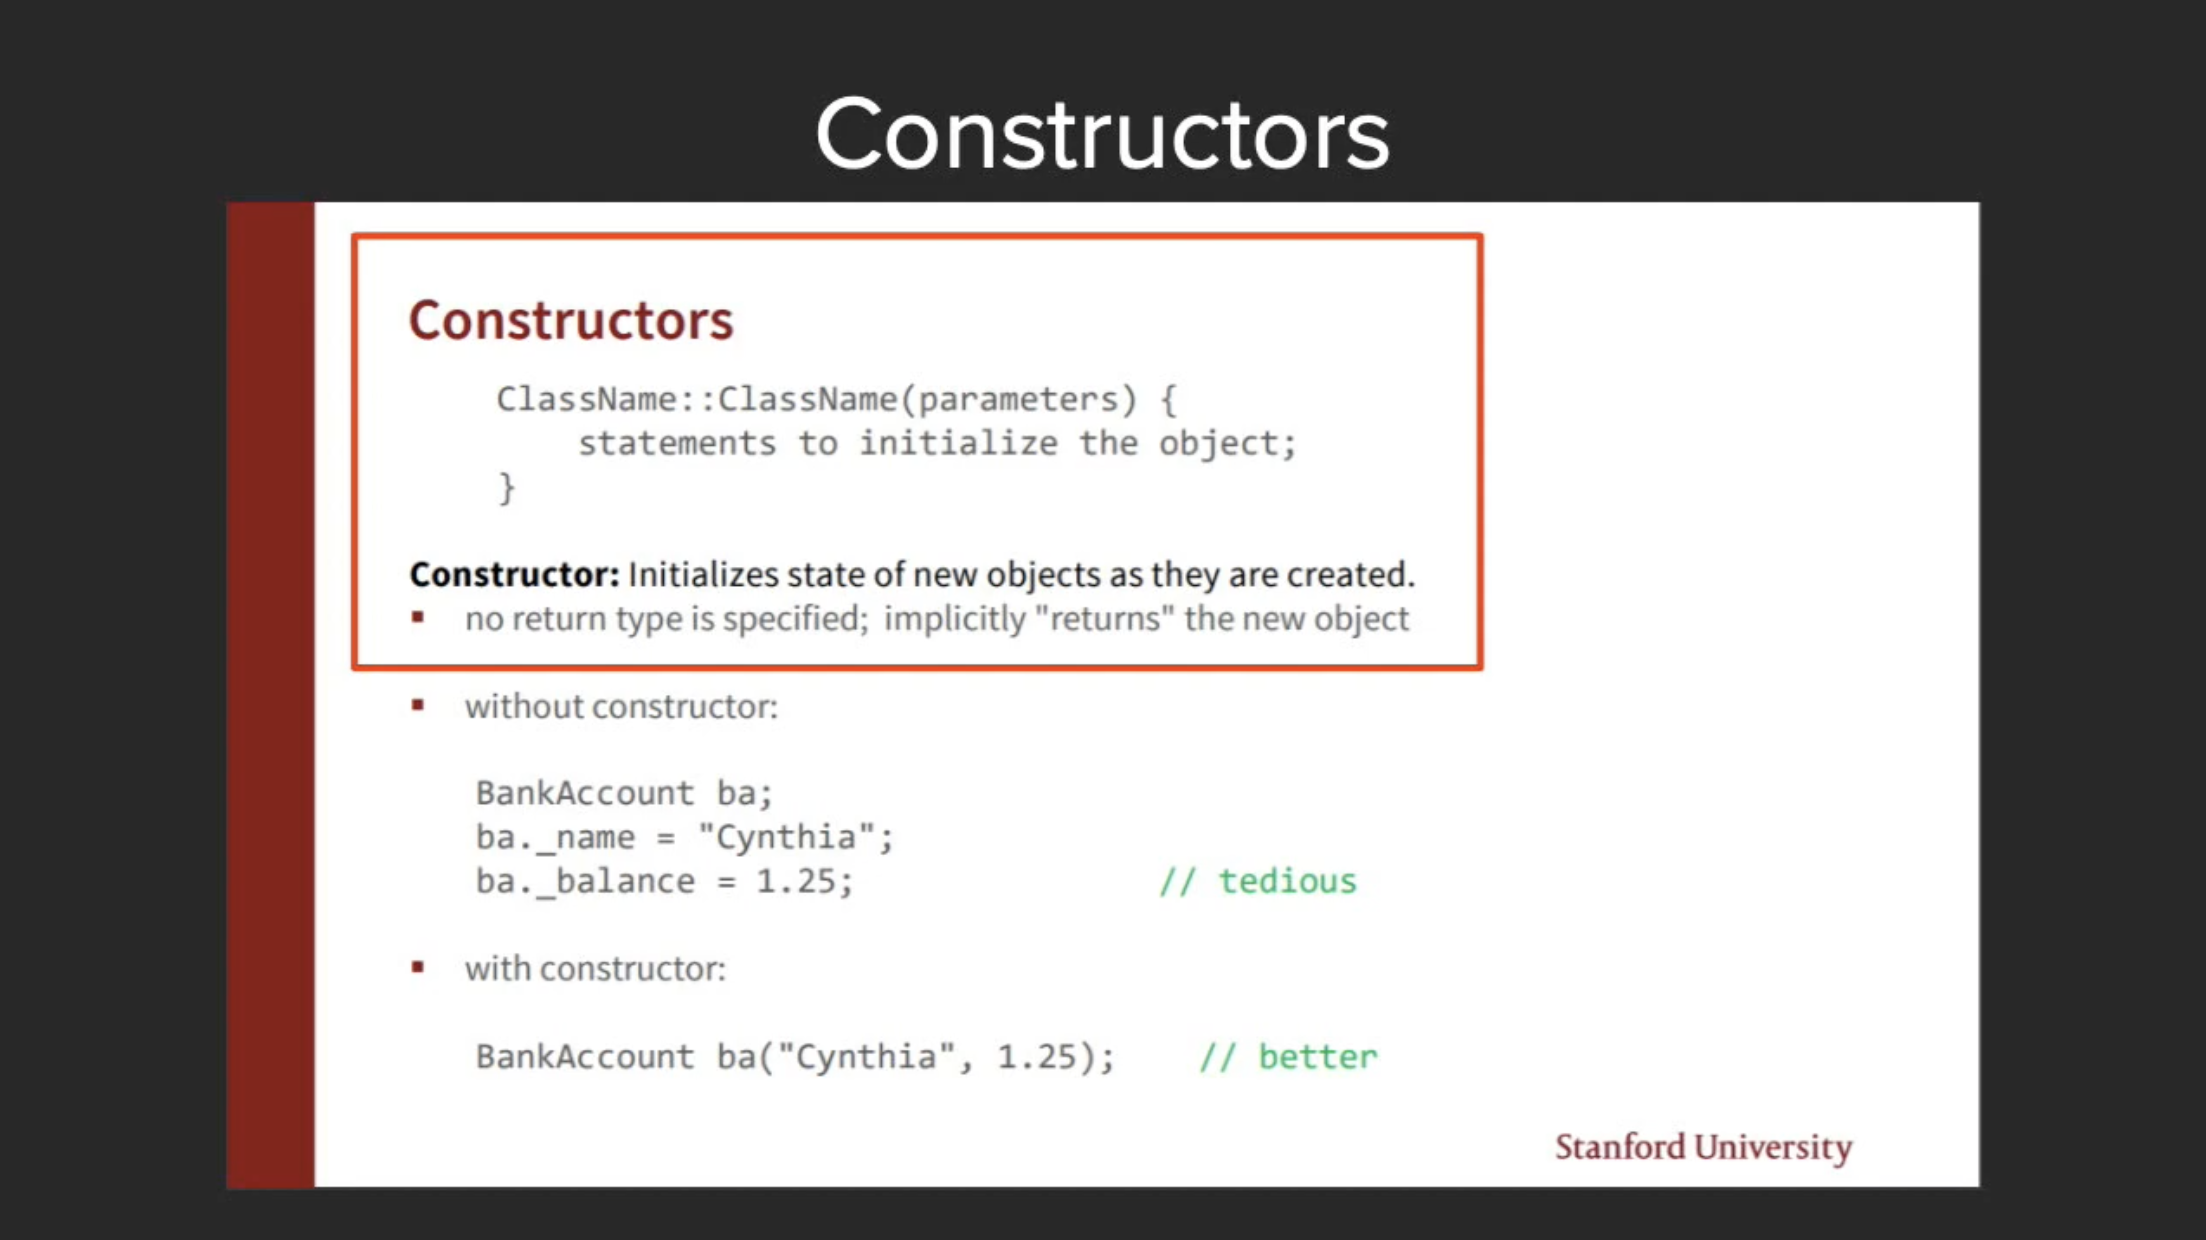 Constructors
Constructors
ClassName::ClassName(parameters) {
statements to initialize the object;
}
Constructor: Initializes state of new objects as they are created.
▪ no return type is specified; implicitly "returns" the new object
▪ without constructor:
BankAccount ba;
ba._name = "Cynthia";
ba._balance = 1.25; // tedious
▪ with constructor:
BankAccount ba("Cynthia", 1.25); // better
Stanford University